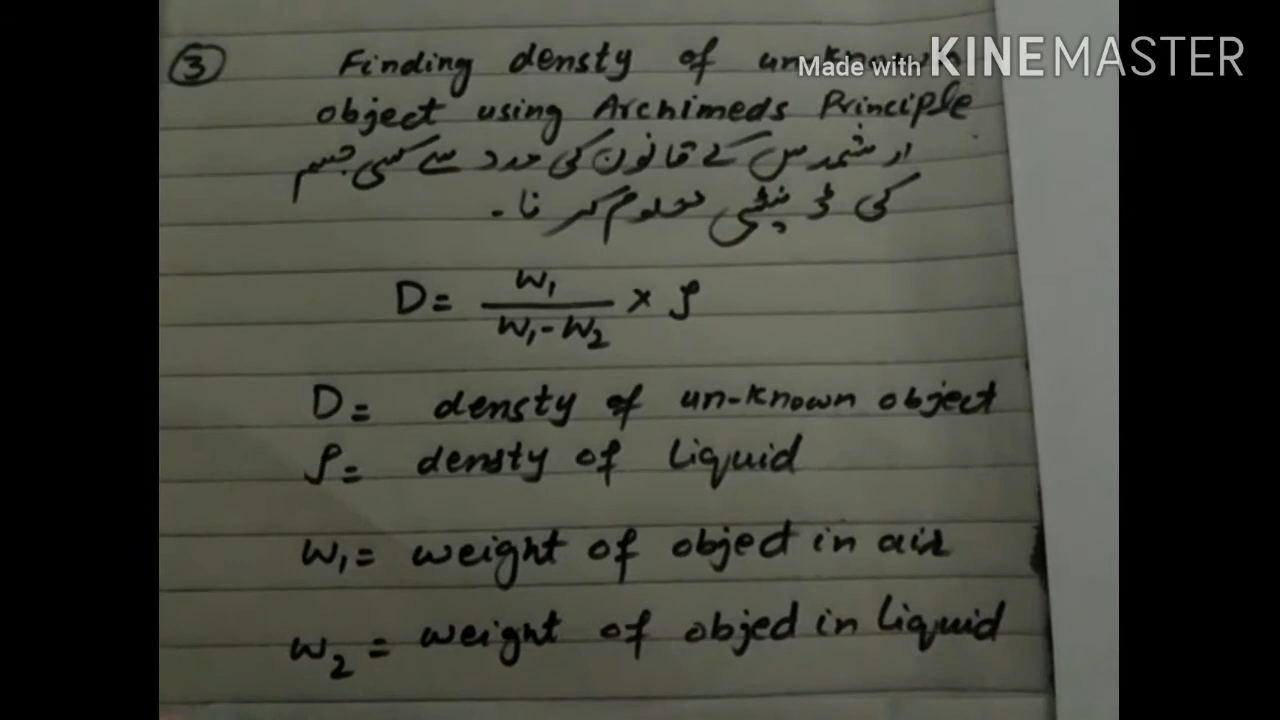 ③ Finding densty of un-known
object using Archimeds Principle
ارشمیدس کے قانون کی مدد سے کسی جسم
کی ڈینسٹی معلوم کرنا۔
D = W₁ / W₁ - W₂ × ρ
D = densty of un-known object
ρ = densty of Liquid
W₁ = weight of objed in air
W₂ = weight of objed in Liquid
Made with KINEMASTER